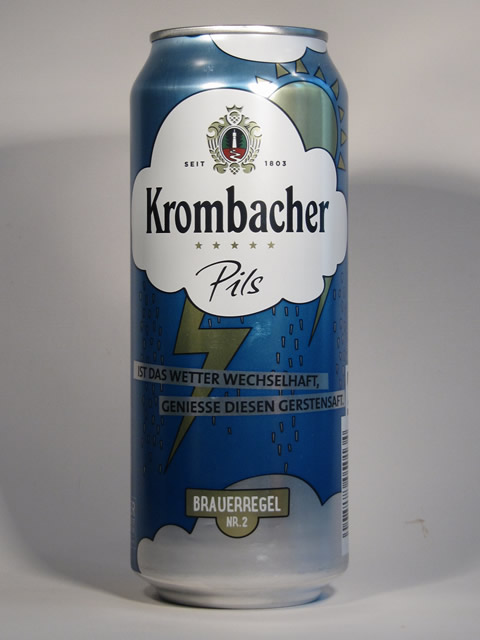 SEIT 1803
Krombacher
Pils
IST DAS WETTER WECHSELHAFT,
GENIESSE DIESEN GERSTENSAFT.
BRAUERREGEL
NR. 2